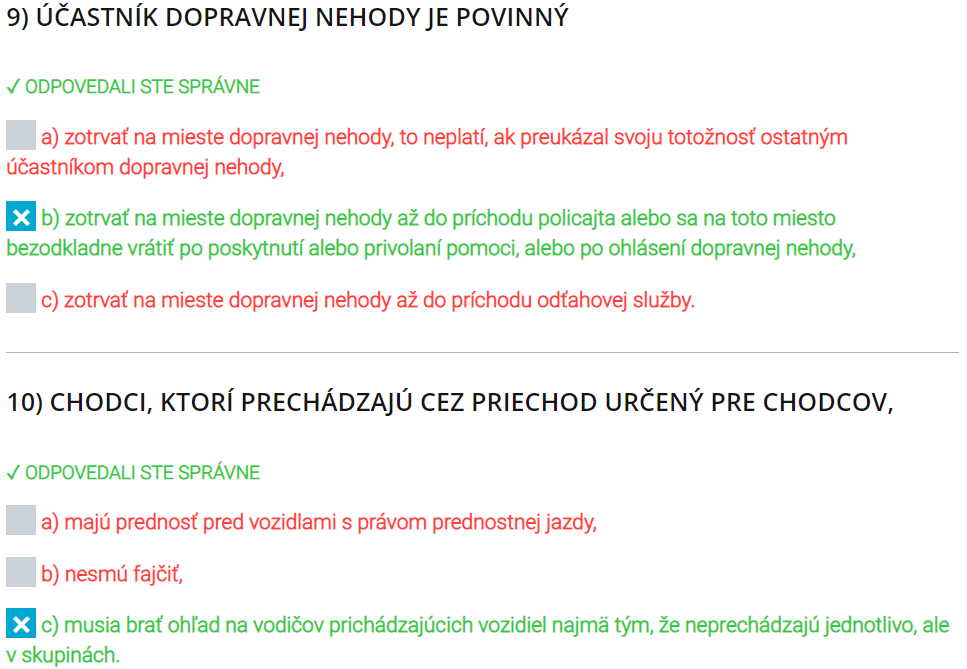 9) ÚČASTNÍK DOPRAVNEJ NEHODY JE POVINNÝ
✓ ODPOVEDALI STE SPRÁVNE
a) zotrvať na mieste dopravnej nehody, to neplatí, ak preukázal svoju totožnosť ostatným
účastníkom dopravnej nehody,
b) zotrvať na mieste dopravnej nehody až do príchodu policajta alebo sa na toto miesto
bezodkladne vrátiť po poskytnutí alebo privolaní pomoci, alebo po ohlásení dopravnej nehody,
c) zotrvať na mieste dopravnej nehody až do príchodu odťahovej služby.
10) CHODCI, KTORÍ PRECHÁDZAJÚ CEZ PRIECHOD URČENÝ PRE CHODCOV,
✓ ODPOVEDALI STE SPRÁVNE
a) majú prednosť pred vozidlami s právom prednostnej jazdy,
b) nesmú fajčiť,
c) musia brať ohľad na vodičov prichádzajúcich vozidiel najmä tým, že neprechádzajú jednotlivo, ale
v skupinách.